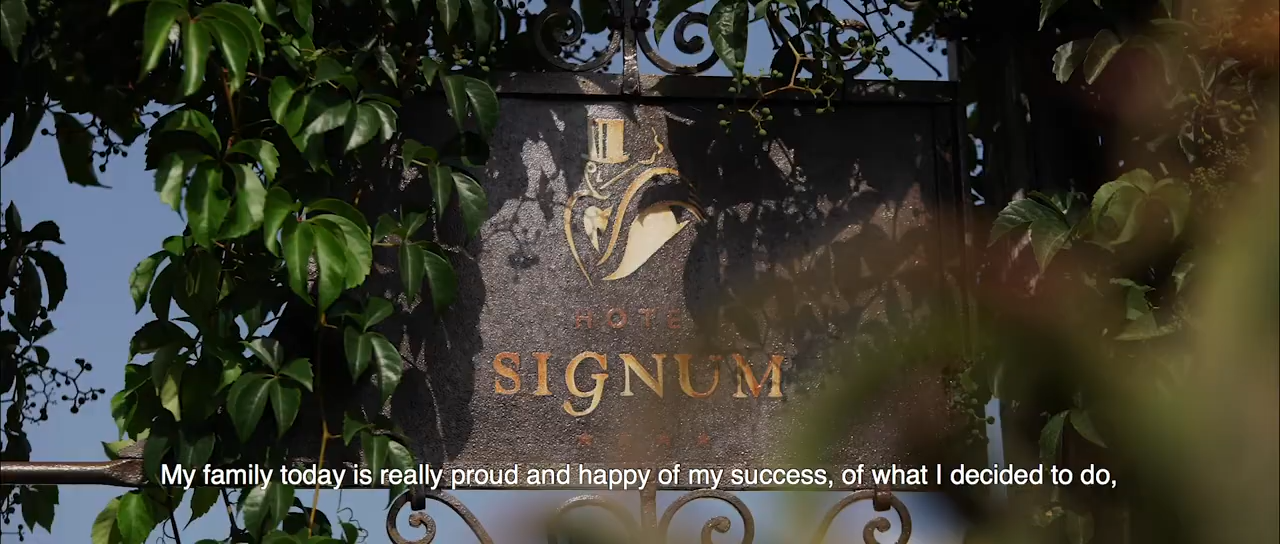 HOTEL
SIGNUM
My family today is really proud and happy of my success, of what I decided to do,